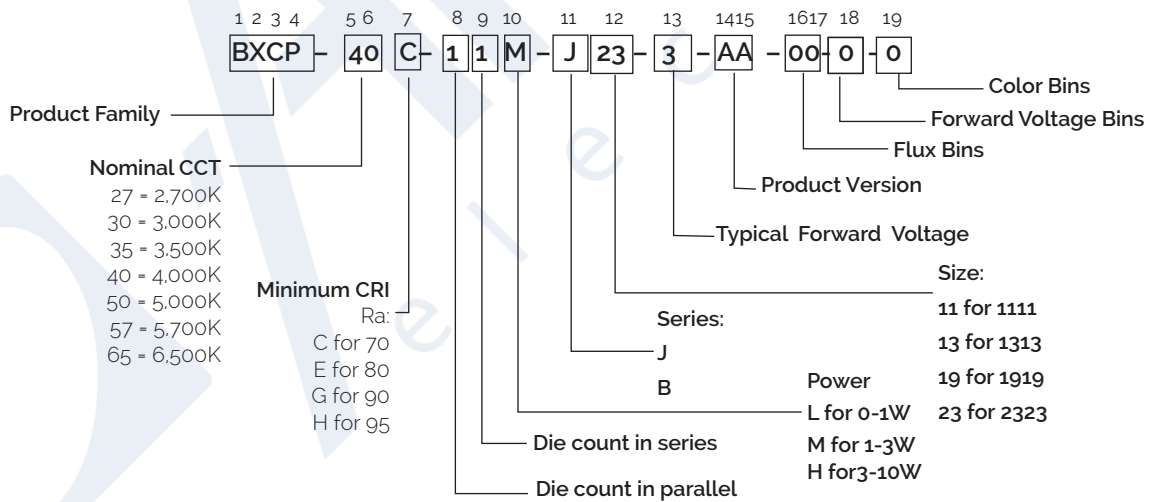 1 2 3 4 5 6 7 8 9 10 11 12 13 1415 1617 18 19
BXCP – 40 C – 1 1 M – J 23 – 3 – AA – 00 – 0 – 0
Color Bins
Product Family
Forward Voltage Bins
Flux Bins
Nominal CCT
27 = 2,700K
30 = 3,000K
35 = 3,500K
40 = 4,000K
50 = 5,000K
57 = 5,700K
65 = 6,500K
Product Version
Typical Forward Voltage
Minimum CRI
Ra:
C for 70
E for 80
G for 90
H for 95
Series:
J
B
Size:
11 for 1111
13 for 1313
19 for 1919
23 for 2323
Power
L for 0-1W
M for 1-3W
H for3-10W
Die count in series
Die count in parallel